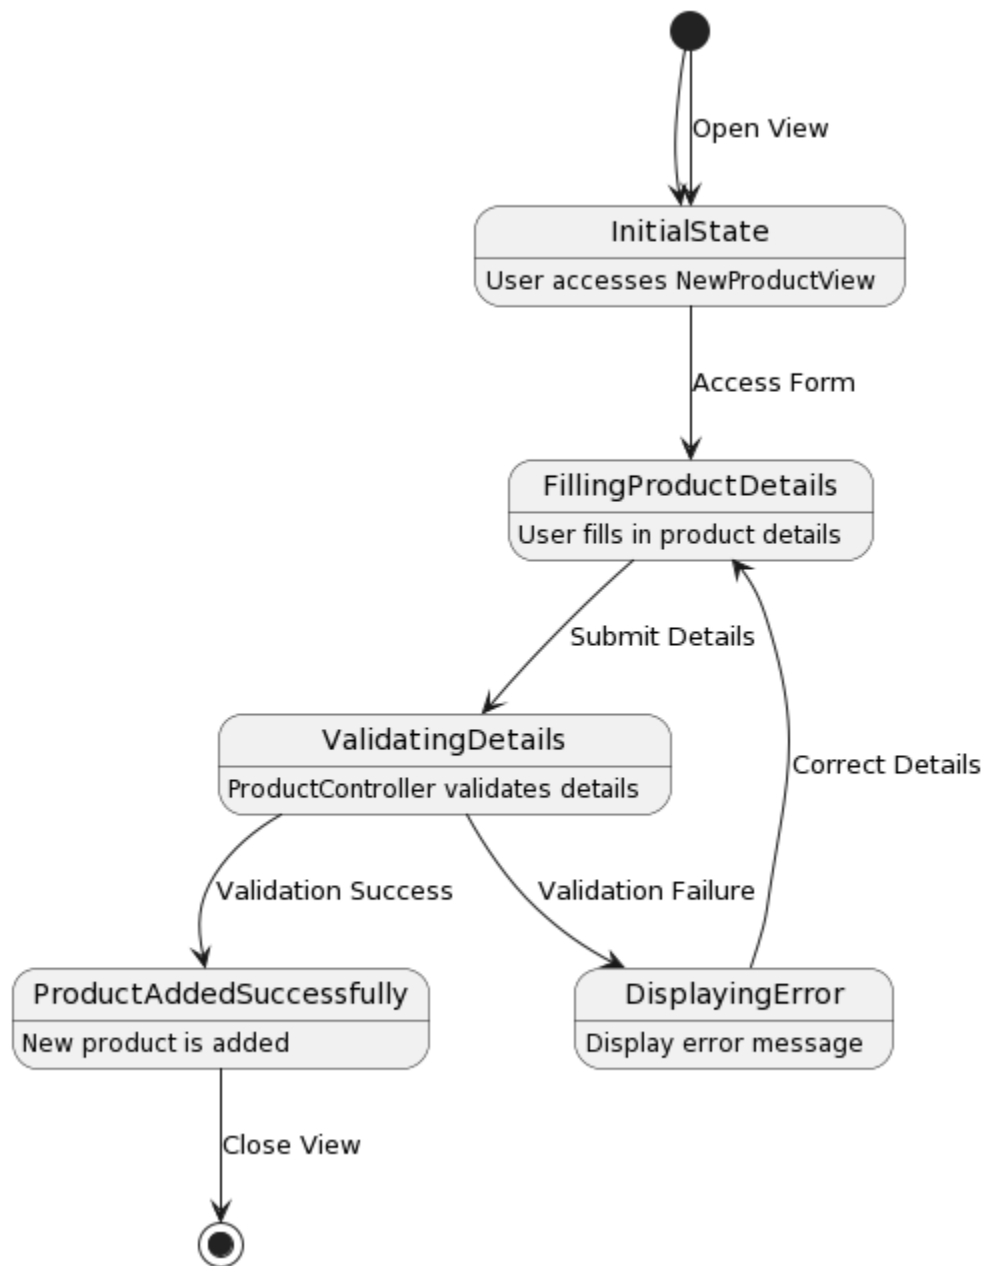 Open View
InitialState
User accesses NewProductView
Access Form
FillingProductDetails
User fills in product details
Submit Details
ValidatingDetails
ProductController validates details
Correct Details
Validation Success
Validation Failure
ProductAddedSuccessfully
New product is added
DisplayingError
Display error message
Close View